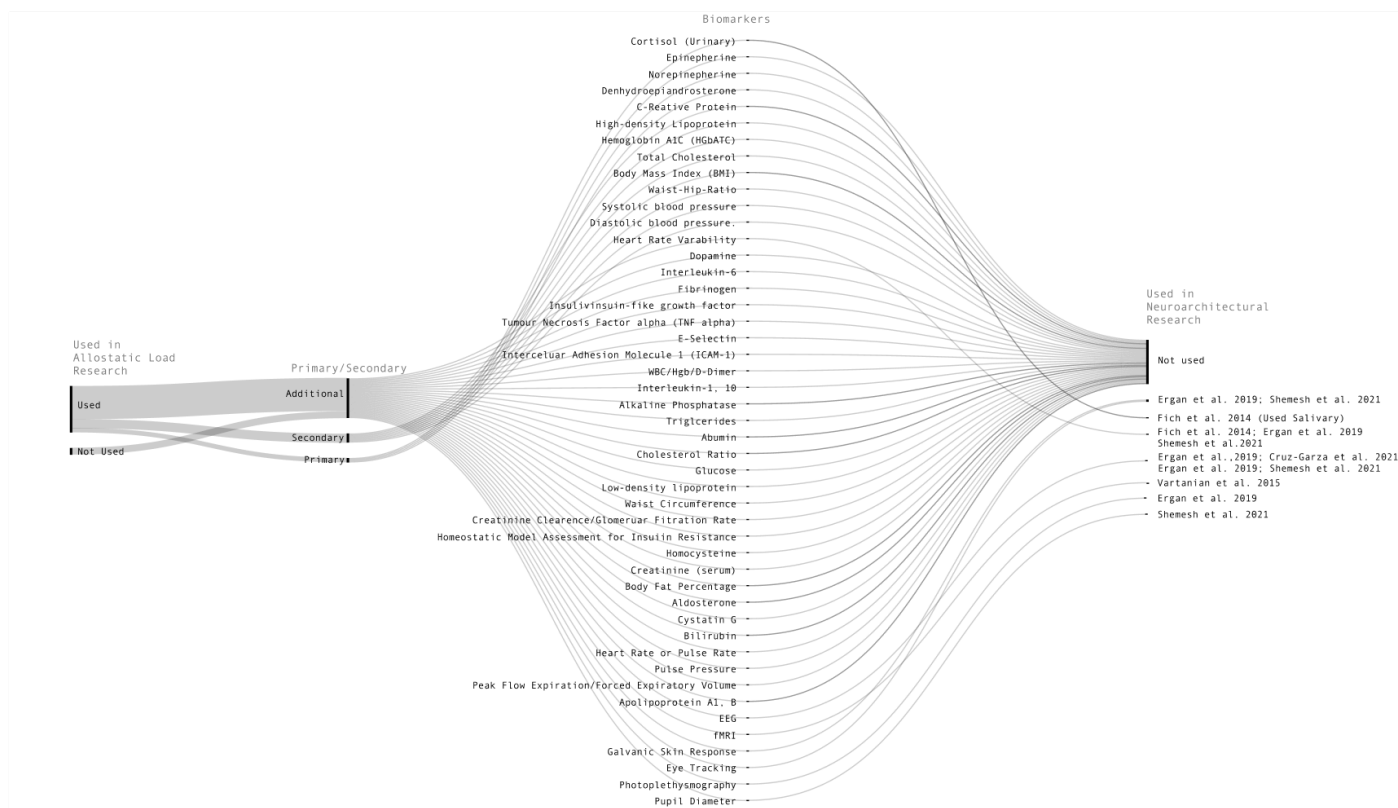 Biomarkers
Cortisol (Urinary)
Epinepherine
Norepinepherine
Denhydroepiandrosterone
C-Reative Protein
High-density Lipoprotein
Hemoglobin A1C (HGbATC)
Total Cholesterol
Body Mass Index (BMI)
Waist-Hip-Ratio
Systolic blood pressure
Diastolic blood pressure.
Heart Rate Varability
Dopamine
Interleukin-6
Fibrinogen
Insulivinsuin-fike growth factor
Tumour Necrosis Factor alpha (TNF alpha)
E-Selectin
Interceluar Adhesion Molecule 1 (ICAM-1)
WBC/Hgb/D-Dimer
Interleukin-1, 10
Alkaline Phosphatase
Triglcerides
Abumin
Cholesterol Ratio
Glucose
Low-density lipoprotein
Waist Circumference
Creatinine Clearence/Glomeruar Fitration Rate
Homeostatic Model Assessment for Insuiin Resistance
Homocysteine
Creatinine (serum)
Body Fat Percentage
Aldosterone
Cystatin G
Bilirubin
Heart Rate or Pulse Rate
Pulse Pressure
Peak Flow Expiration/Forced Expiratory Volume
Apolipoprotein A1, B
EEG
fMRI
Galvanic Skin Response
Eye Tracking
Photoplethysmography
Pupil Diameter
Used in
Allostatic Load
Research
Used
Not Used
Primary/Secondary
Additional
Secondary
Primary
Used in
Neuroarchitectural
Research
Not used
Ergan et al. 2019; Shemesh et al. 2021
Fich et al. 2014 (Used Salivary)
Fich et al. 2014; Ergan et al. 2019
Shemesh et al.2021
Ergan et al.,2019; Cruz-Garza et al. 2021
Ergan et al. 2019; Shemesh et al. 2021
Vartanian et al. 2015
Ergan et al. 2019
Shemesh et al. 2021